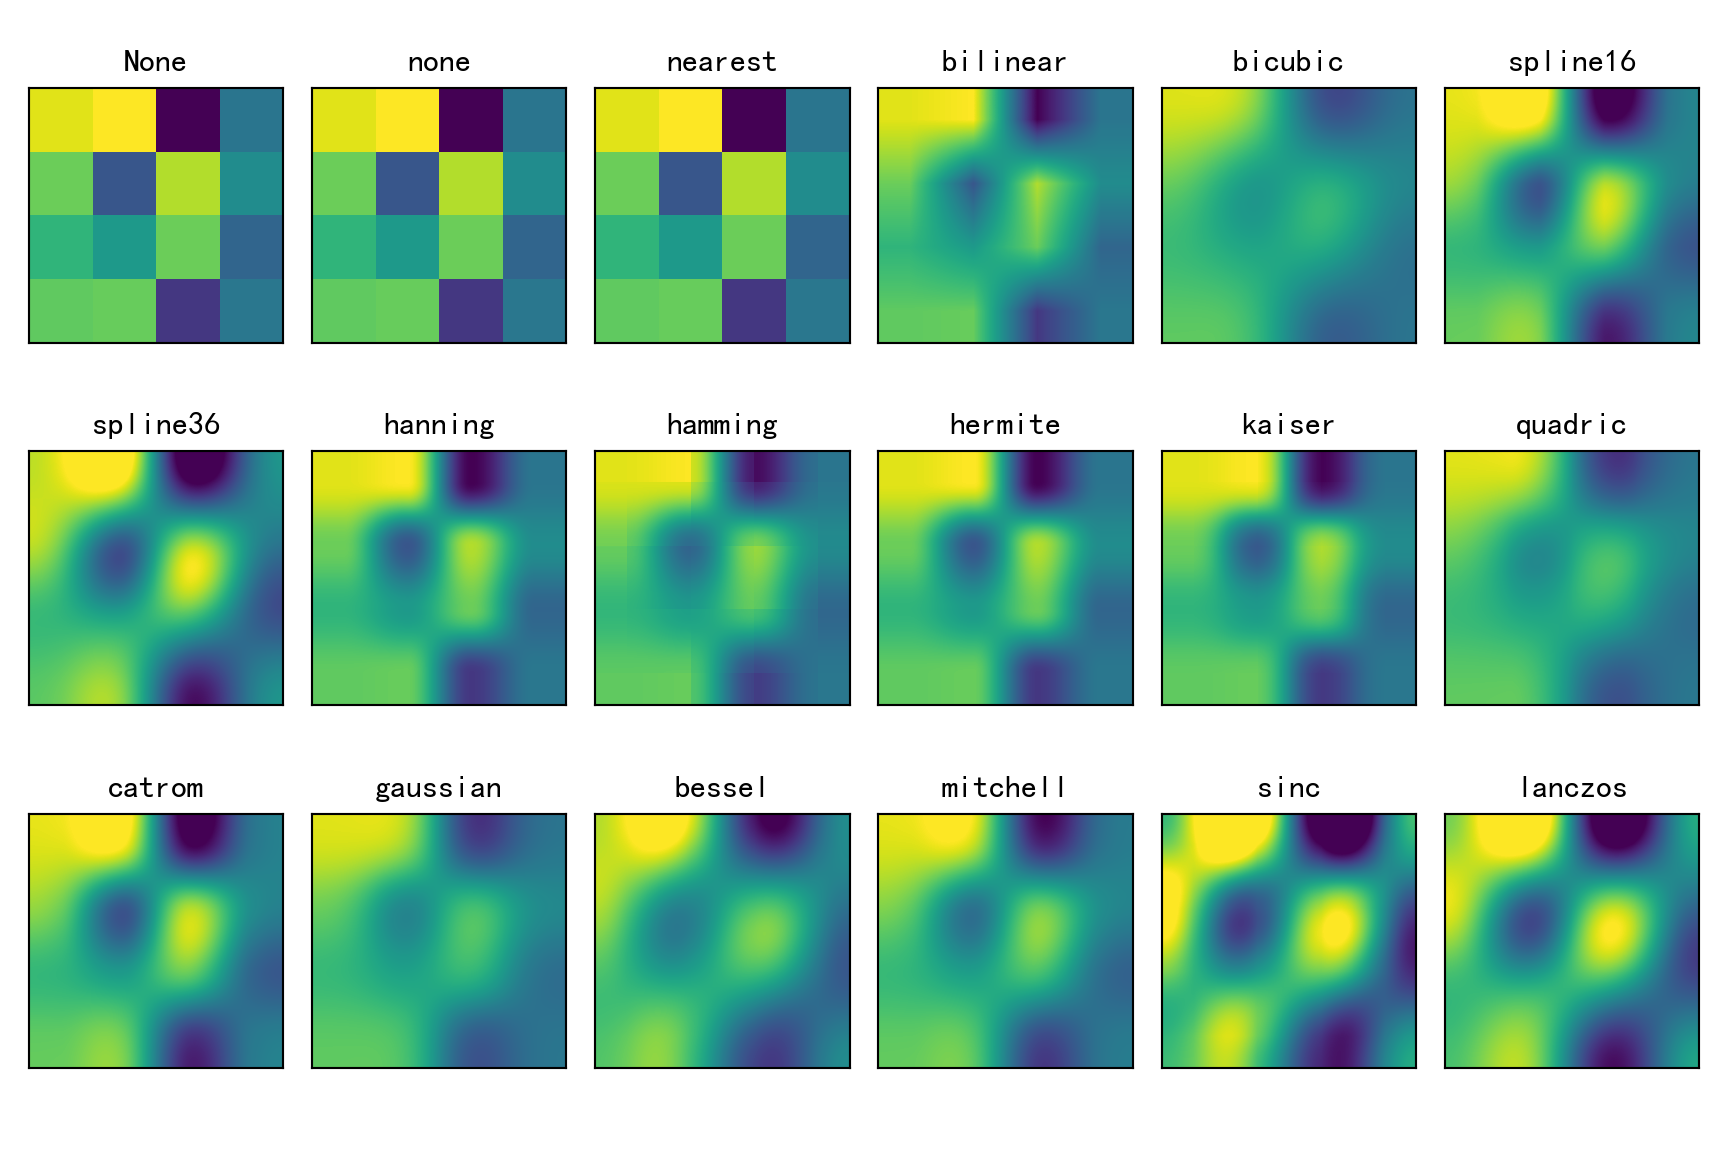 None none nearest bilinear bicubic spline16
spline36 hanning hamming hermite kaiser quadric
catrom gaussian bessel mitchell sinc lanczos